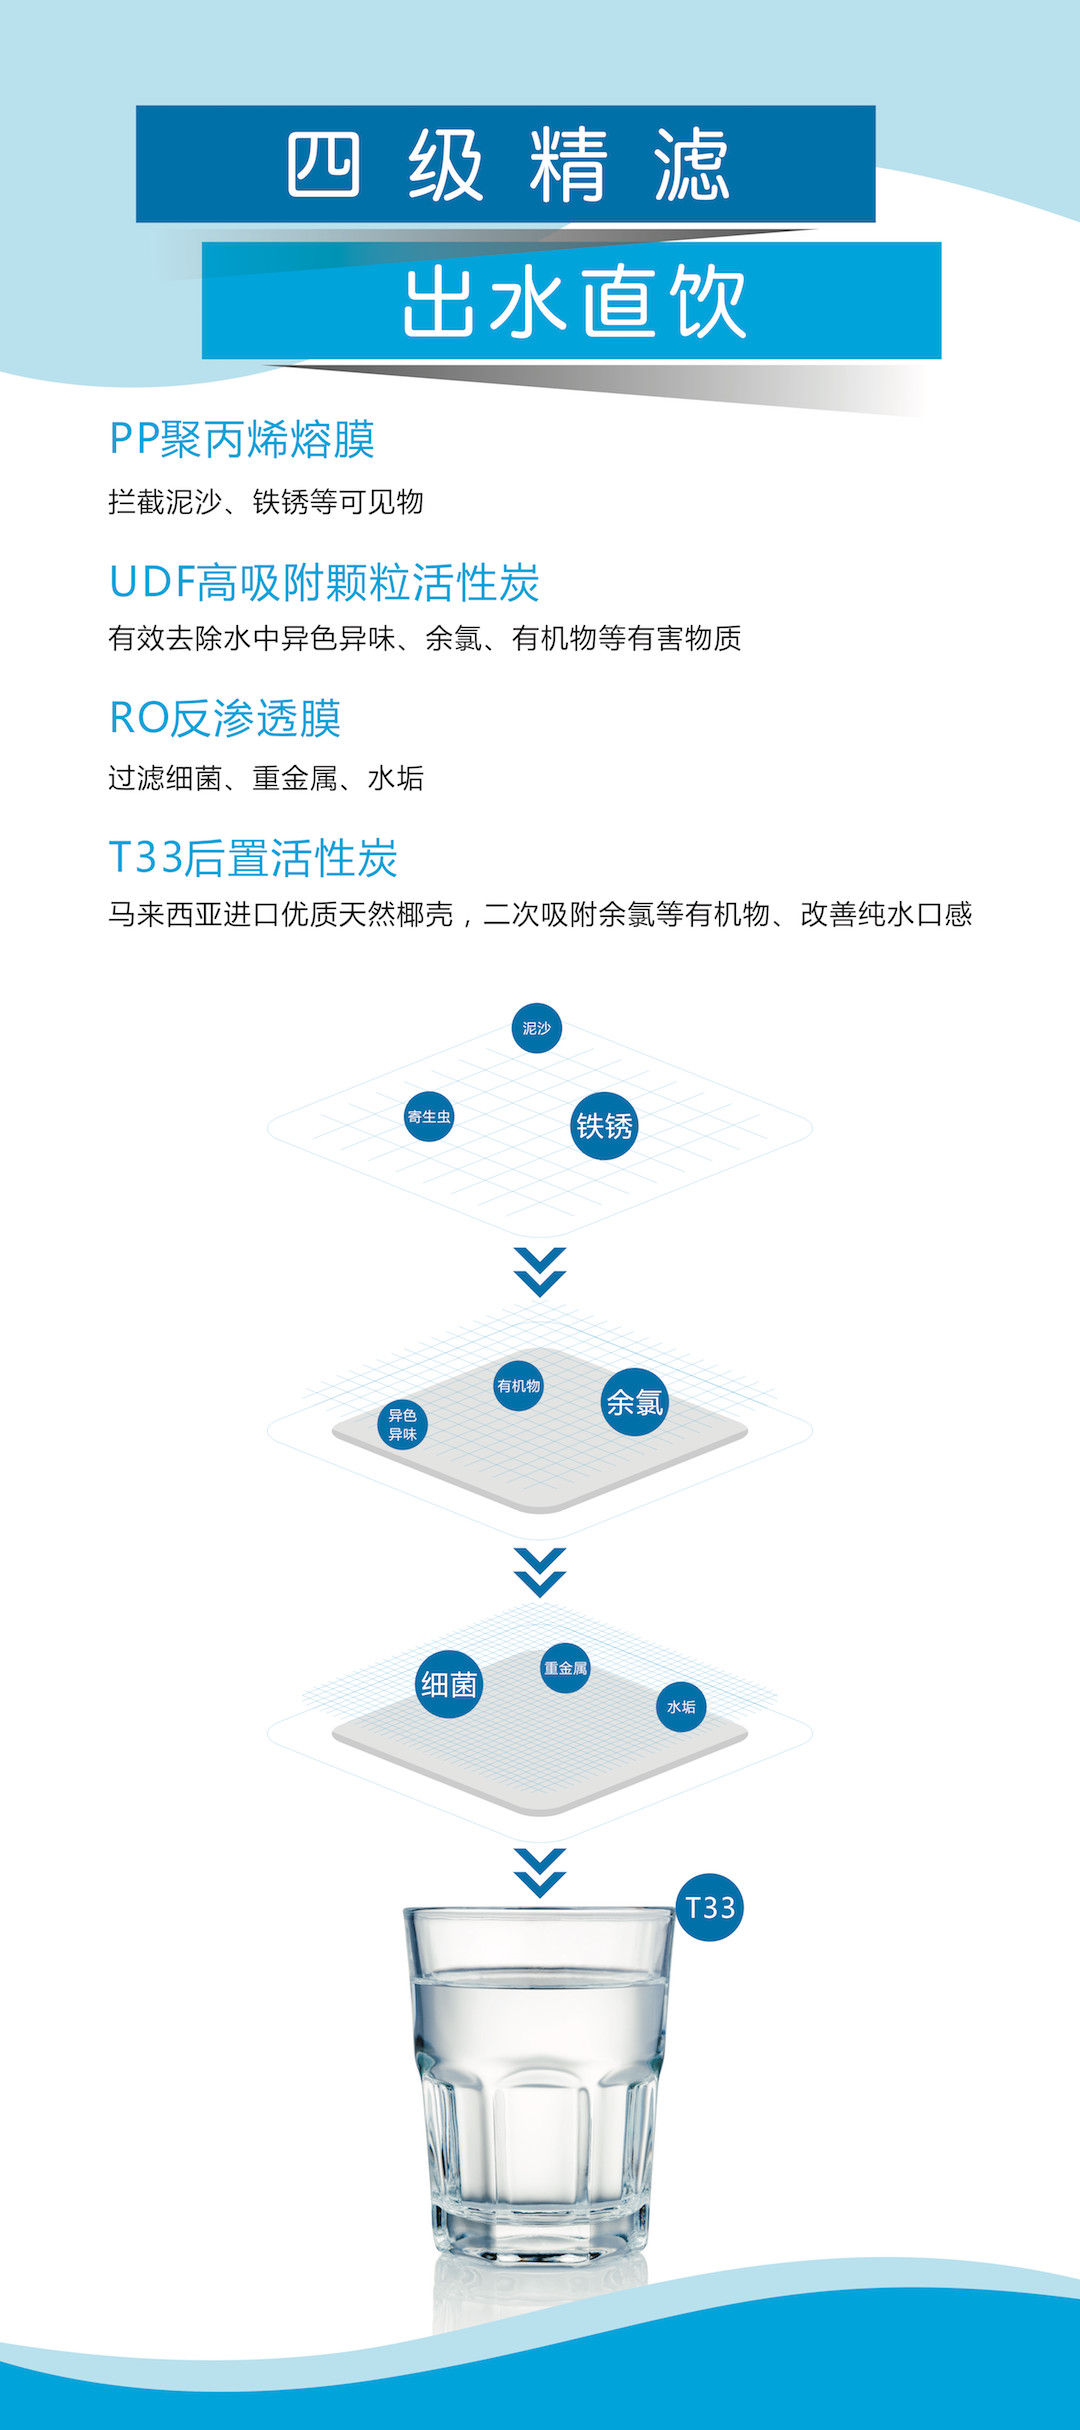 四级精滤
出水直饮
PP聚丙烯熔膜
拦截泥沙、铁锈等可见物
UDF高吸附颗粒活性炭
有效去除水中异色异味、余氯、有机物等有害物质
RO反渗透膜
过滤细菌、重金属、水垢
T33后置活性炭
马来西亚进口优质天然椰壳，二次吸附余氯等有机物、改善纯水口感
泥沙
寄生虫
铁锈
有机物
余氯
异色
异味
细菌
重金属
水垢
T33